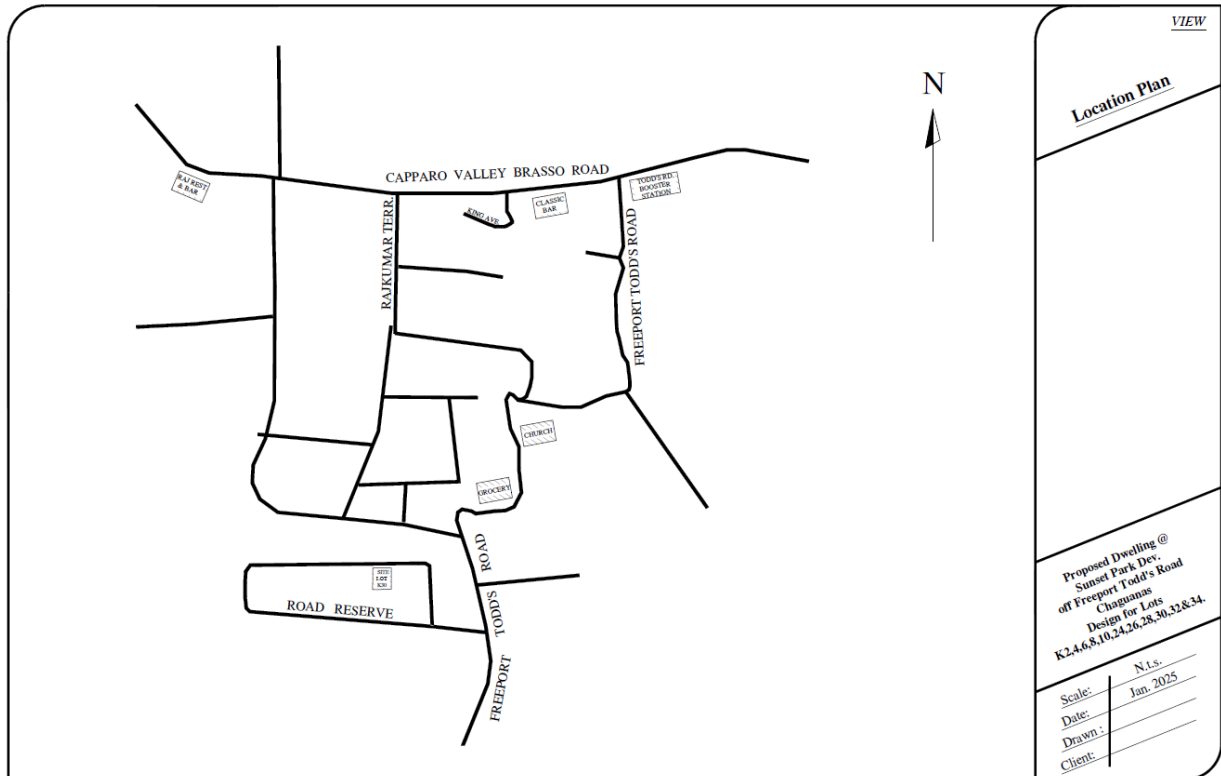 VIEW
Location Plan
N
CAPPARO VALLEY BRASSO ROAD
RAJ REST
& BAR
RAJKUMAR TERR.
KING AVE
CLASSIC
BAR
TODD'S RD.
BOOSTER
STATION
FREEPORT TODD'S ROAD
CHURCH
GROCERY
SITE
LOT
K30
ROAD RESERVE
FREEPORT TODD'S ROAD
Proposed Dwelling @
Sunset Park Dev.
off Freeport Todd's Road
Chaguanas
Design for Lots
K2,4,6,8,10,24,26,28,30,32&34.
Scale: N.t.s.
Date: Jan. 2025
Drawn :
Client: